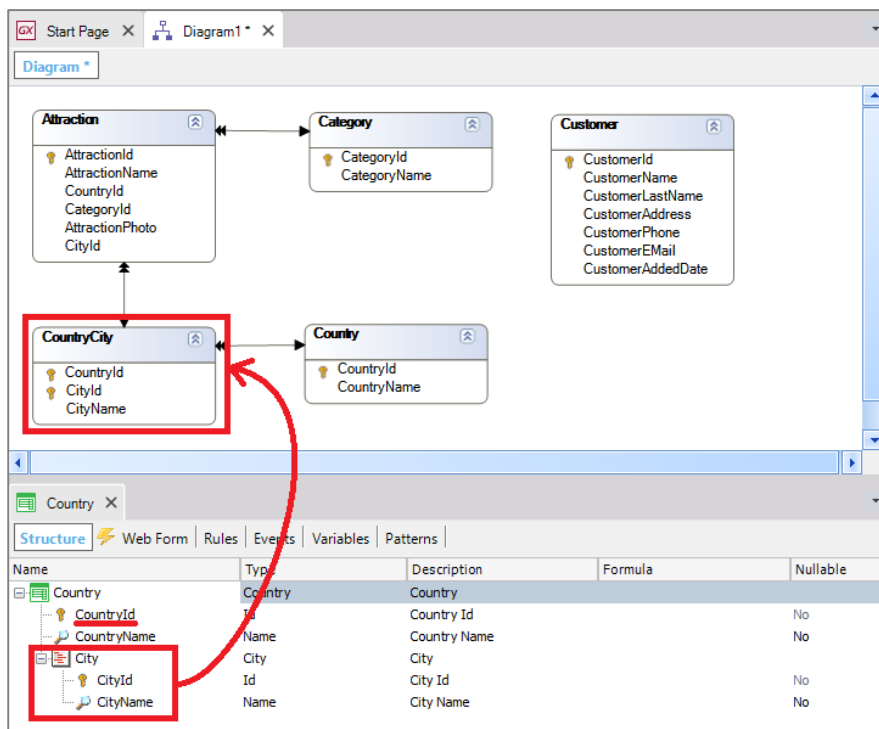 GX Start Page X Diagram1 * X
Diagram *
Attraction
AttractionId
AttractionName
CountryId
CategoryId
AttractionPhoto
CityId
Category
CategoryId
CategoryName
Customer
CustomerId
CustomerName
CustomerLastName
CustomerAddress
CustomerPhone
CustomerEMail
CustomerAddedDate
CountryCity
CountryId
CityId
CityName
Country
CountryId
CountryName
Country X
Structure Web Form Rules Events Variables Patterns
Name Type Description Formula Nullable
Country Country Country
CountryId Id Country Id No
CountryName Name Country Name No
City City City
CityId Id City Id No
CityName Name City Name No